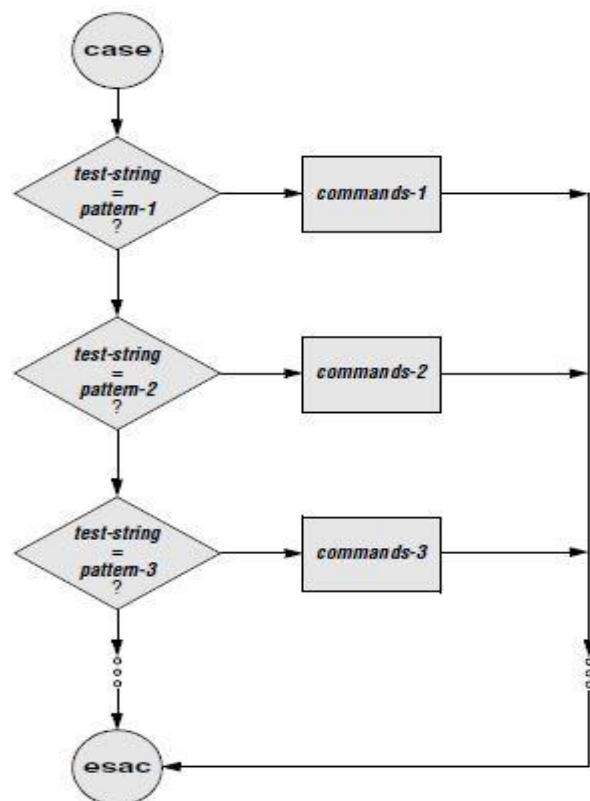 case
test-string
=
pattern-1
?
commands-1
test-string
=
pattern-2
?
commands-2
test-string
=
pattern-3
?
commands-3
esac